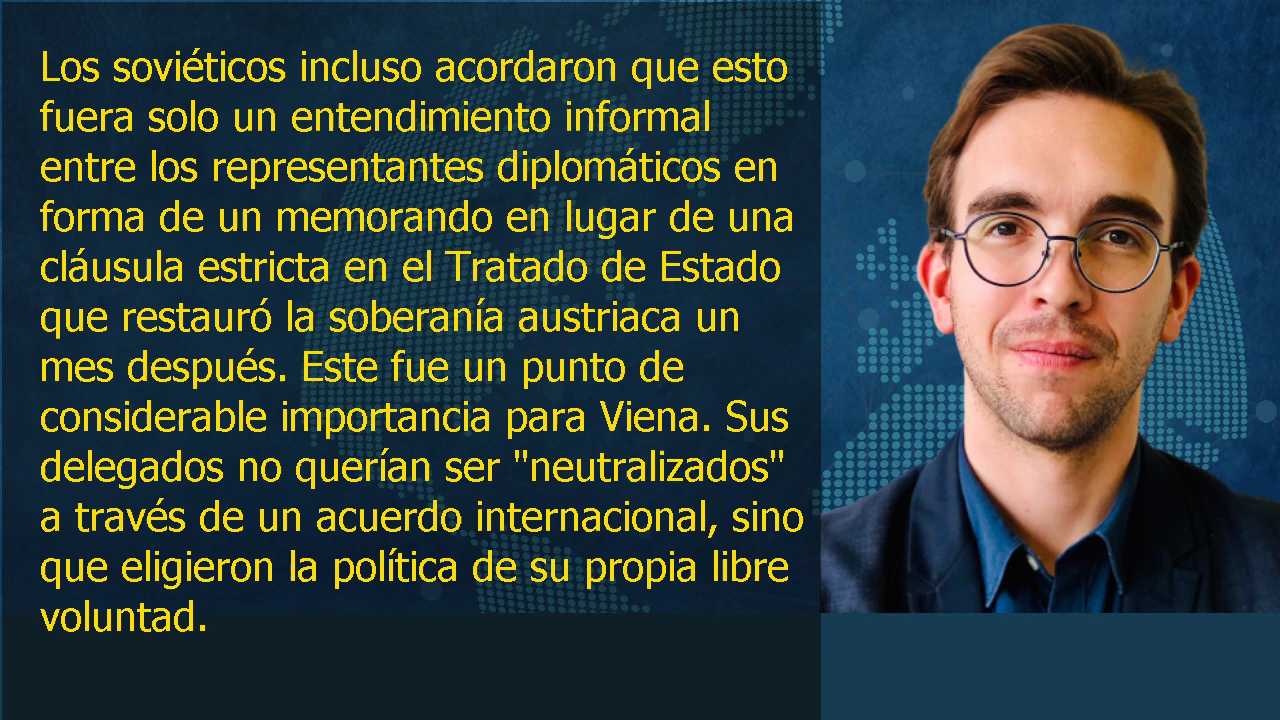 Los soviéticos incluso acordaron que esto
fuera solo un entendimiento informal
entre los representantes diplomáticos en
forma de un memorando en lugar de una
cláusula estricta en el Tratado de Estado
que restauró la soberanía austriaca un
mes después. Este fue un punto de
considerable importancia para Viena. Sus
delegados no querían ser "neutralizados"
a través de un acuerdo internacional, sino
que eligieron la política de su propia libre
voluntad.